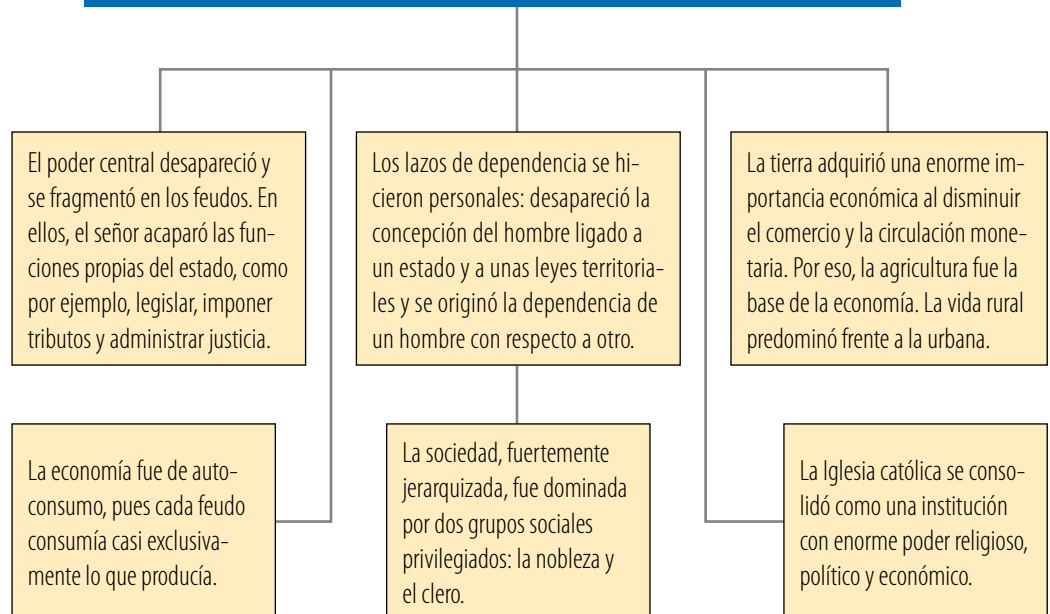 El poder central desapareció y
se fragmentó en los feudos. En
ellos, el señor acaparó las fun-
ciones propias del estado, como
por ejemplo, legislar, imponer
tributos y administrar justicia.
Los lazos de dependencia se hi-
cieron personales: desapareció la
concepción del hombre ligado a
un estado y a unas leyes territoria-
les y se originó la dependencia de
un hombre con respecto a otro.
La tierra adquirió una enorme im-
portancia económica al disminuir
el comercio y la circulación mone-
taria. Por eso, la agricultura fue la
base de la economía. La vida rural
predominó frente a la urbana.
La economía fue de auto-
consumo, pues cada feudo
consumía casi exclusiva-
mente lo que producía.
La sociedad, fuertemente
jerarquizada, fue dominada
por dos grupos sociales
privilegiados: la nobleza y
el clero.
La Iglesia católica se conso-
lidó como una institución
con enorme poder religioso,
político y económico.